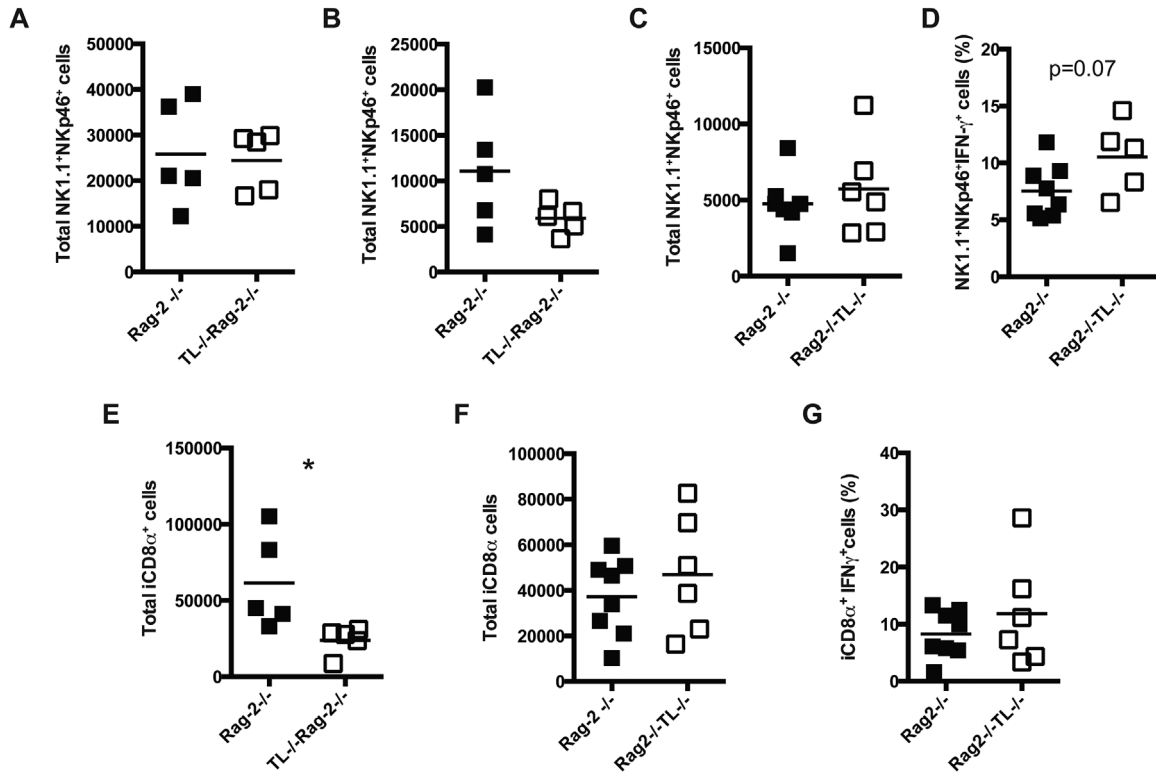 A
Total NK1.1⁺NKp46⁺ cells
50000
40000
30000
20000
10000
0
Rag-2 -/-
TL-/-Rag-2-/-
B
Total NK1.1⁺NKp46⁺ cells
25000
20000
15000
10000
5000
0
Rag-2-/-
TL-/-Rag-2-/-
C
Total NK1.1⁺NKp46⁺ cells
15000
10000
5000
0
Rag-2 -/-
Rag2-/-TL-/-
D
NK1.1⁺NKp46⁺IFN-γ⁺ cells (%)
20
15
10
5
0
p=0.07
Rag2-/-
Rag2-/-TL-/-
E
Total iCD8α⁺ cells
150000
100000
50000
0
*
Rag-2-/-
TL-/-Rag-2-/-
F
Total iCD8α cells
100000
80000
60000
40000
20000
0
Rag-2 -/-
Rag2-/-TL-/-
G
iCD8α⁺ IFNγ⁺cells (%)
40
30
20
10
0
Rag2-/-
Rag2-/-TL-/-